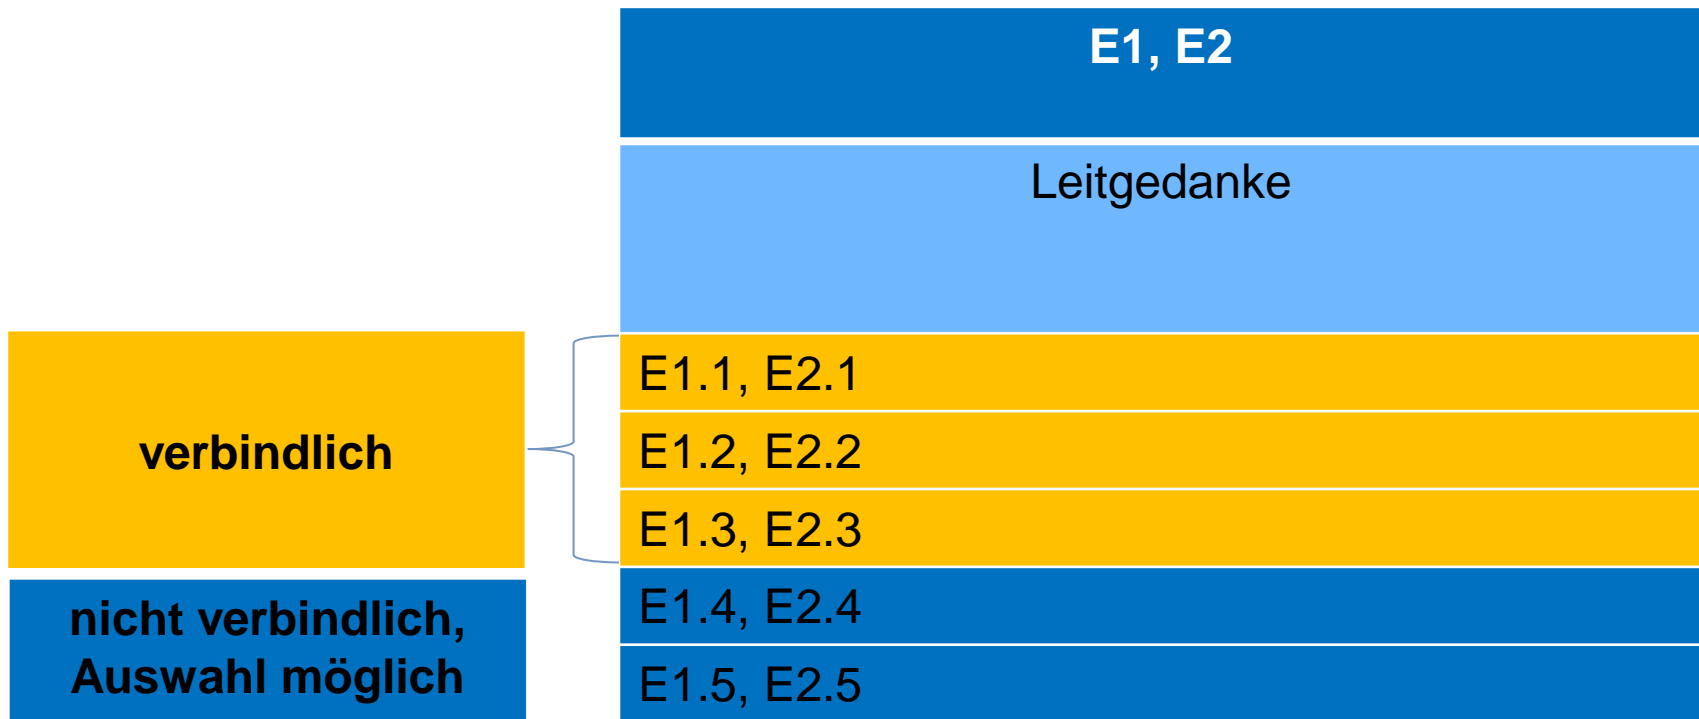 E1, E2
Leitgedanke
verbindlich
E1.1, E2.1
E1.2, E2.2
E1.3, E2.3
nicht verbindlich,
Auswahl möglich
E1.4, E2.4
E1.5, E2.5